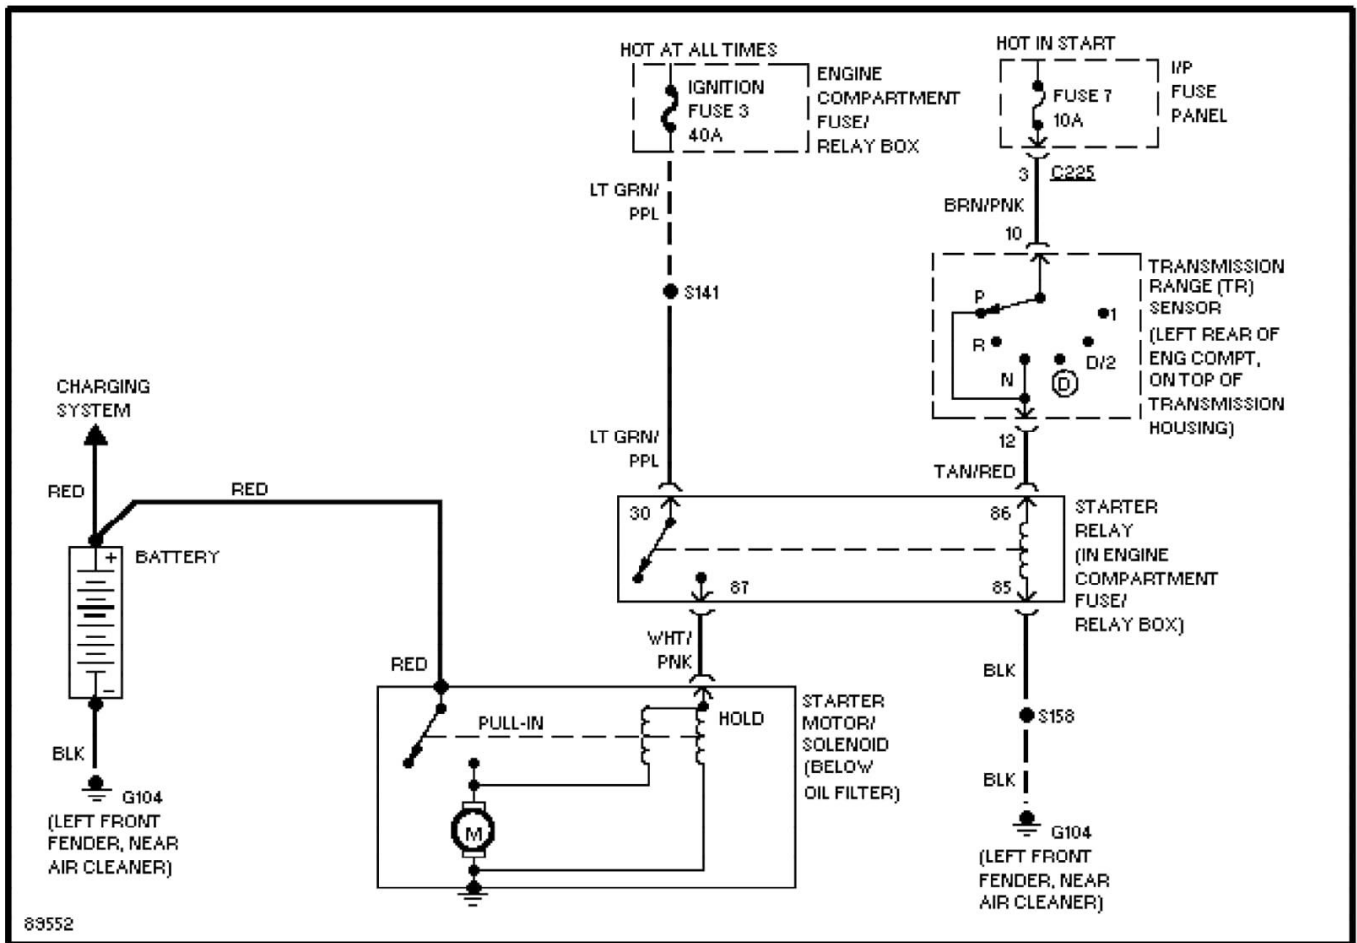 HOT AT ALL TIMES
IGNITION
FUSE 3
40A
ENGINE
COMPARTMENT
FUSE/
RELAY BOX
HOT IN START
FUSE 7
10A
I/P
FUSE
PANEL
3 C225
BRN/PNK
10
LT GRN/
PPL
S141
LT GRN/
PPL
P
R
N
D
D/2
1
TRANSMISSION
RANGE (TR)
SENSOR
(LEFT REAR OF
ENG COMPT,
ON TOP OF
TRANSMISSION
HOUSING)
12
TAN/RED
CHARGING
SYSTEM
RED
RED
+
BATTERY
-
BLK
G104
(LEFT FRONT
FENDER, NEAR
AIR CLEANER)
30
86
87
85
STARTER
RELAY
(IN ENGINE
COMPARTMENT
FUSE/
RELAY BOX)
WHT/
PNK
RED
PULL-IN
HOLD
M
STARTER
MOTOR/
SOLENOID
(BELOW
OIL FILTER)
BLK
S158
BLK
G104
(LEFT FRONT
FENDER, NEAR
AIR CLEANER)
89552